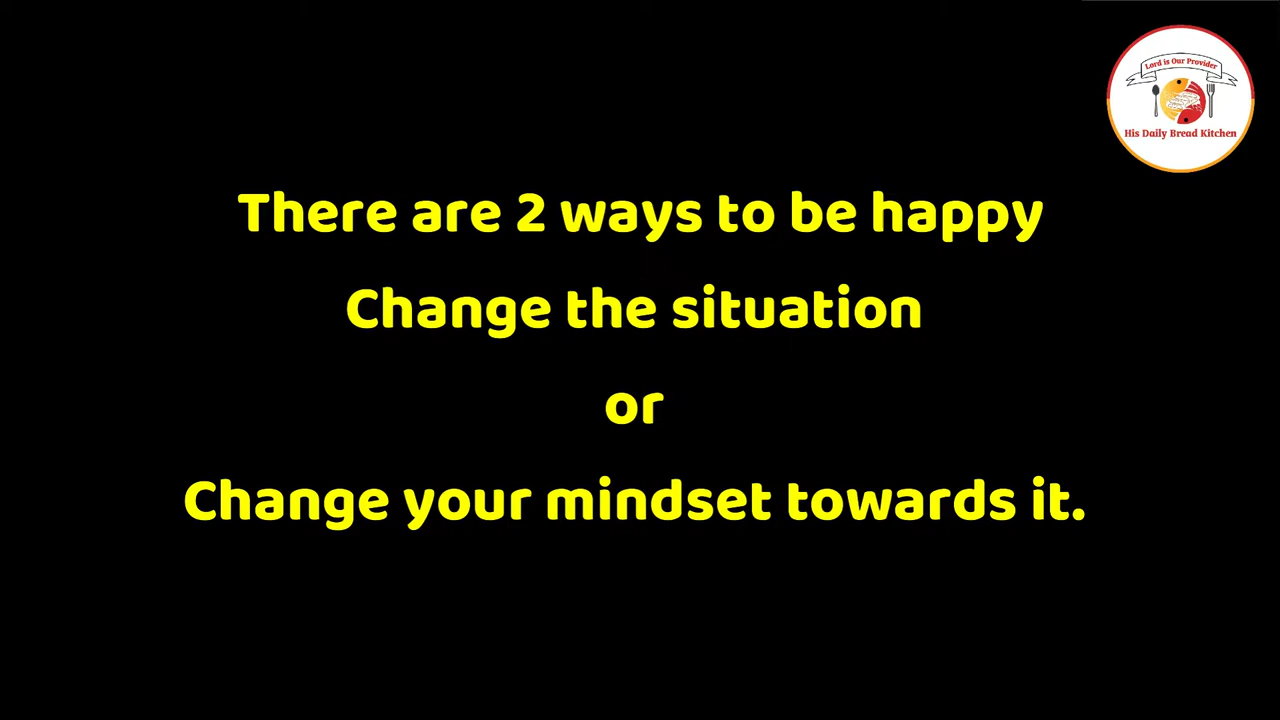 Lord is Our Provider
His Daily Bread Kitchen
There are 2 ways to be happy
Change the situation
or
Change your mindset towards it.